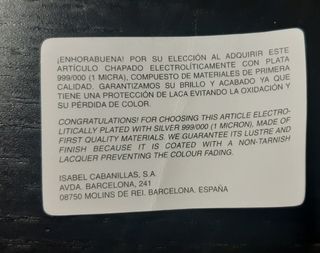 ¡ENHORABUENA! POR SU ELECCIÓN AL ADQUIRIR ESTE
ARTÍCULO CHAPADO ELECTROLÍTICAMENTE CON PLATA
999/000 (1 MICRA), COMPUESTO DE MATERIALES DE PRIMERA
CALIDAD. GARANTIZAMOS SU BRILLO Y ACABADO YA QUE
TIENE UNA PROTECCIÓN DE LACA EVITANDO LA OXIDACIÓN Y
SU PÉRDIDA DE COLOR.
CONGRATULATIONS! FOR CHOOSING THIS ARTICLE ELECTRO-
LITICALLY PLATED WITH SILVER 999/000 (1 MICRON), MADE OF
FIRST QUALITY MATERIALS. WE GUARANTEE ITS LUSTRE AND
FINISH BECAUSE IT IS COATED WITH A NON-TARNISH
LACQUER PREVENTING THE COLOUR FADING.
ISABEL CABANILLAS, S.A.
AVDA. BARCELONA, 241
08750 MOLINS DE REI. BARCELONA. ESPAÑA